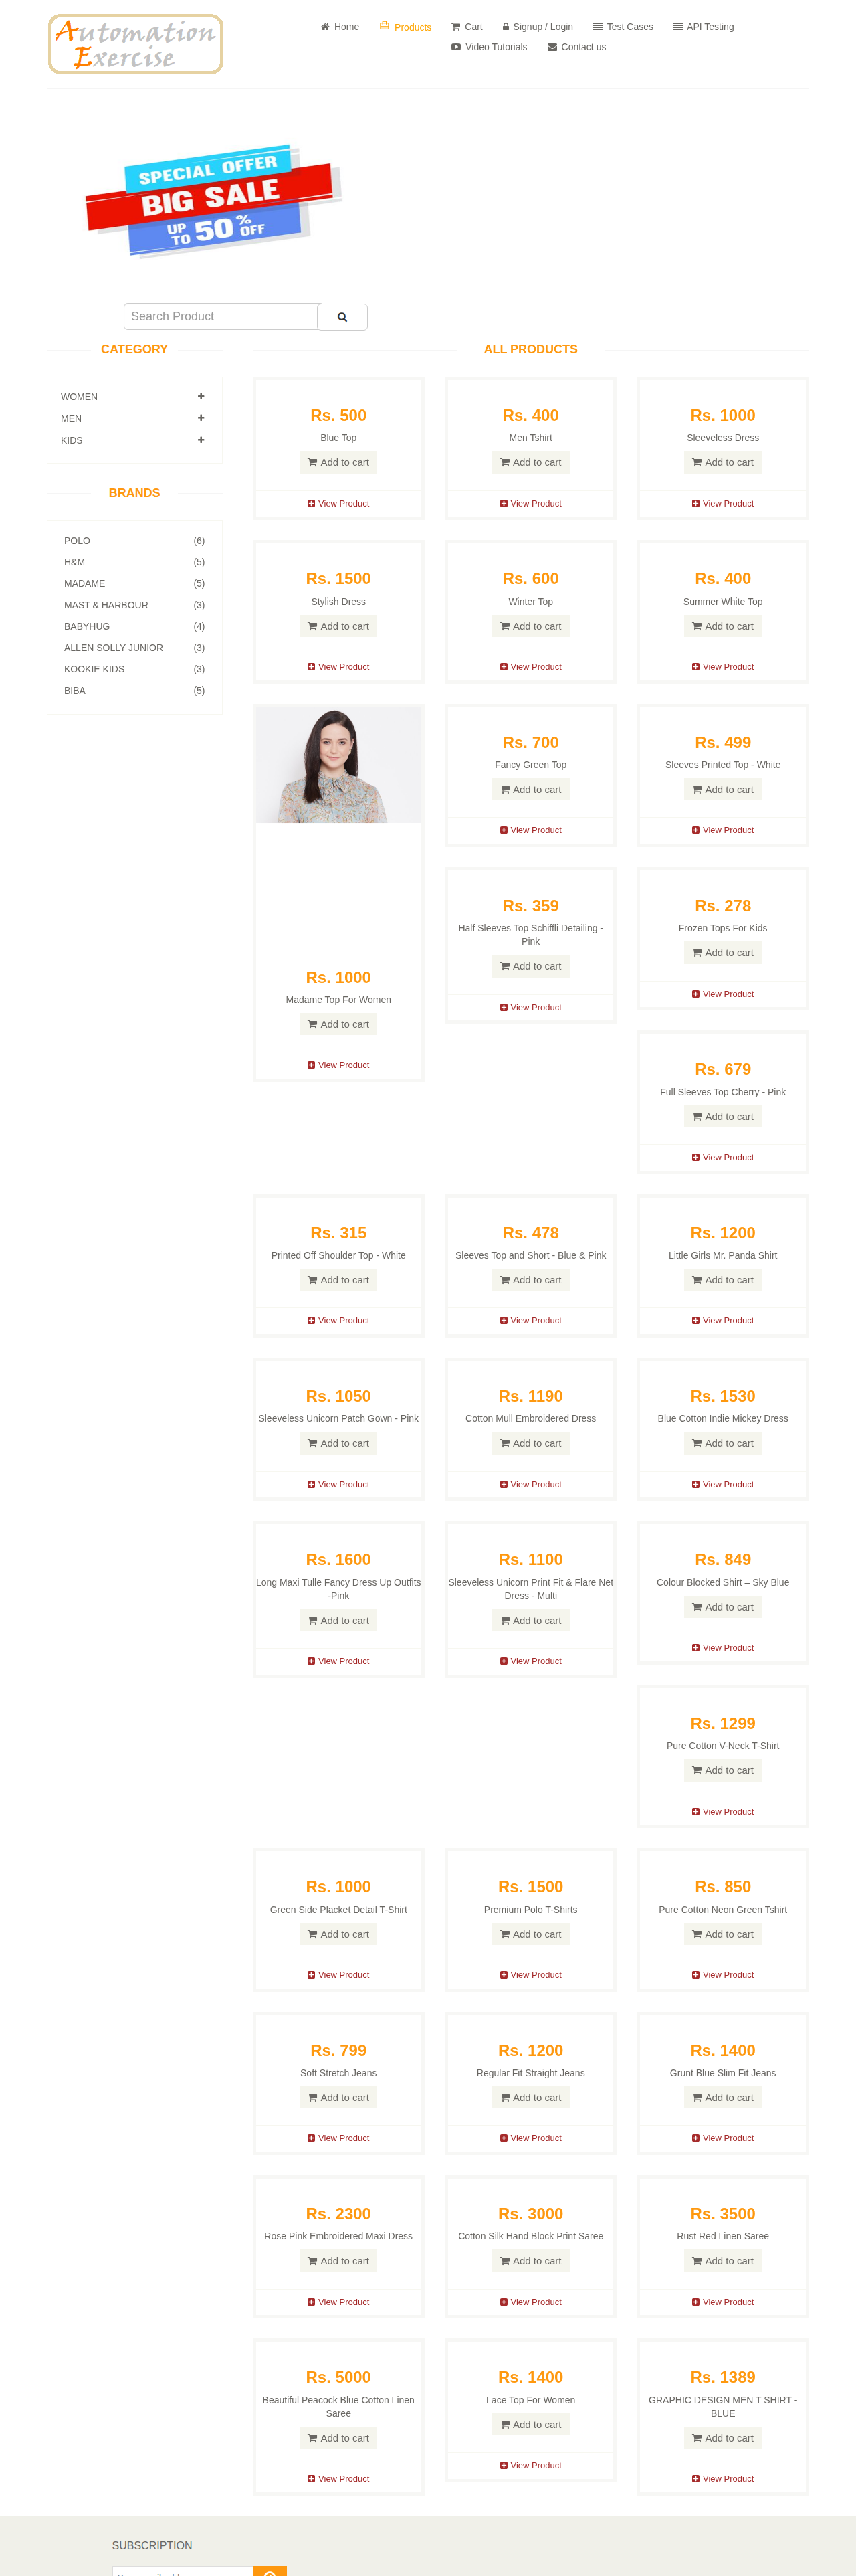 Automation
Exercise
Home
Products
Cart
Signup / Login
Test Cases
API Testing
Video Tutorials
Contact us
SPECIAL OFFER
BIG SALE
UP TO 50% OFF
Search Product
CATEGORY
WOMEN
MEN
KIDS
BRANDS
POLO (6)
H&M (5)
MADAME (5)
MAST & HARBOUR (3)
BABYHUG (4)
ALLEN SOLLY JUNIOR (3)
KOOKIE KIDS (3)
BIBA (5)
ALL PRODUCTS
Rs. 500
Blue Top
Add to cart
View Product
Rs. 400
Men Tshirt
Add to cart
View Product
Rs. 1000
Sleeveless Dress
Add to cart
View Product
Rs. 1500
Stylish Dress
Add to cart
View Product
Rs. 600
Winter Top
Add to cart
View Product
Rs. 400
Summer White Top
Add to cart
View Product
Rs. 1000
Madame Top For Women
Add to cart
View Product
Rs. 700
Fancy Green Top
Add to cart
View Product
Rs. 499
Sleeves Printed Top - White
Add to cart
View Product
Rs. 359
Half Sleeves Top Schiffli Detailing -
Pink
Add to cart
View Product
Rs. 278
Frozen Tops For Kids
Add to cart
View Product
Rs. 679
Full Sleeves Top Cherry - Pink
Add to cart
View Product
Rs. 315
Printed Off Shoulder Top - White
Add to cart
View Product
Rs. 478
Sleeves Top and Short - Blue & Pink
Add to cart
View Product
Rs. 1200
Little Girls Mr. Panda Shirt
Add to cart
View Product
Rs. 1050
Sleeveless Unicorn Patch Gown - Pink
Add to cart
View Product
Rs. 1190
Cotton Mull Embroidered Dress
Add to cart
View Product
Rs. 1530
Blue Cotton Indie Mickey Dress
Add to cart
View Product
Rs. 1600
Long Maxi Tulle Fancy Dress Up Outfits
-Pink
Add to cart
View Product
Rs. 1100
Sleeveless Unicorn Print Fit & Flare Net
Dress - Multi
Add to cart
View Product
Rs. 849
Colour Blocked Shirt – Sky Blue
Add to cart
View Product
Rs. 1299
Pure Cotton V-Neck T-Shirt
Add to cart
View Product
Rs. 1000
Green Side Placket Detail T-Shirt
Add to cart
View Product
Rs. 1500
Premium Polo T-Shirts
Add to cart
View Product
Rs. 850
Pure Cotton Neon Green Tshirt
Add to cart
View Product
Rs. 799
Soft Stretch Jeans
Add to cart
View Product
Rs. 1200
Regular Fit Straight Jeans
Add to cart
View Product
Rs. 1400
Grunt Blue Slim Fit Jeans
Add to cart
View Product
Rs. 2300
Rose Pink Embroidered Maxi Dress
Add to cart
View Product
Rs. 3000
Cotton Silk Hand Block Print Saree
Add to cart
View Product
Rs. 3500
Rust Red Linen Saree
Add to cart
View Product
Rs. 5000
Beautiful Peacock Blue Cotton Linen
Saree
Add to cart
View Product
Rs. 1400
Lace Top For Women
Add to cart
View Product
Rs. 1389
GRAPHIC DESIGN MEN T SHIRT -
BLUE
Add to cart
View Product
SUBSCRIPTION